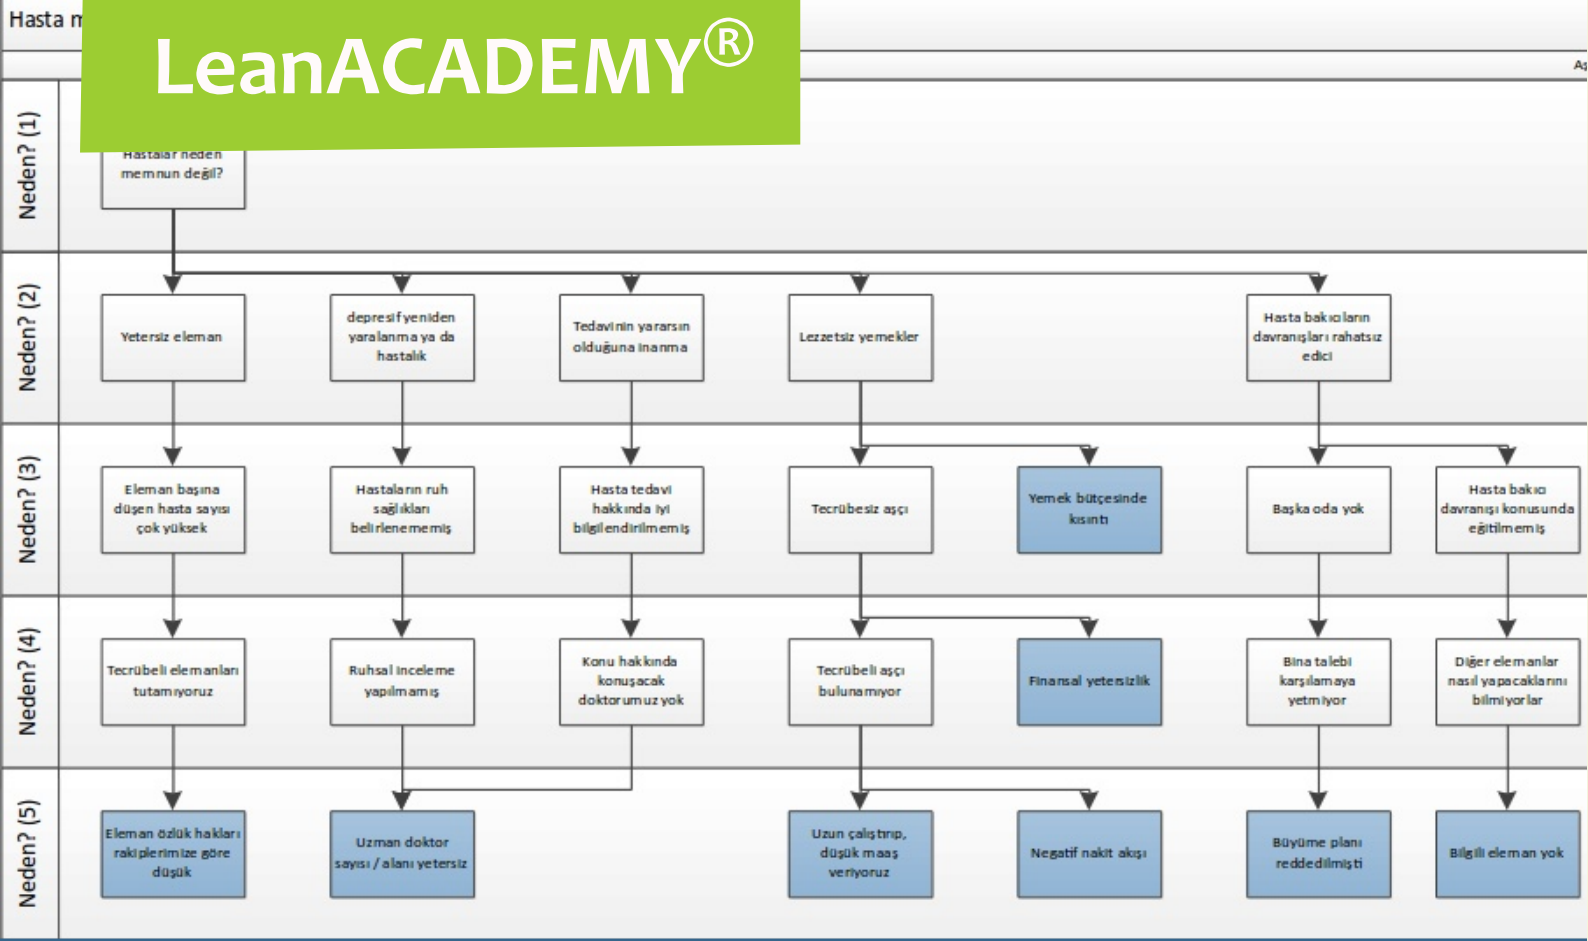 Hasta
LeanACADEMY®
Neden? (1)
Hastalar neden
memnun değil?
Neden? (2)
Yetersiz eleman
depresif yeniden
yaralanma ya da
hastalık
Tedavinin yararsın
olduğuna inanma
Lezzetsiz yemekler
Hasta bakıcıların
davranışları rahatsız
edici
Neden? (3)
Eleman başına
düşen hasta sayısı
çok yüksek
Hastaların ruh
sağlıkları
belirlenememiş
Hasta tedavi
hakkında iyi
bilgilendirilmemiş
Tecrübesiz aşçı
Yemek bütçesinde
kısıntı
Başka oda yok
Hasta bakıcı
davranışı konusunda
eğitilmemiş
Neden? (4)
Tecrübeli elemanları
tutamıyoruz
Ruhsal inceleme
yapılmamış
Konu hakkında
konuşacak
doktorumuz yok
Tecrübeli aşçı
bulunamıyor
Finansal yetersizlik
Bina talebi
karşılamaya
yetmiyor
Diğer elemanlar
nasıl yapacaklarını
bilmiyorlar
Neden? (5)
Eleman özlük hakları
rakiplerimize göre
düşük
Uzman doktor
sayısı / alanı yetersiz
Uzun çalıştırıp,
düşük maaş
veriyoruz
Negatif nakit akışı
Büyüme planı
reddedilmişti
Bilgili eleman yok